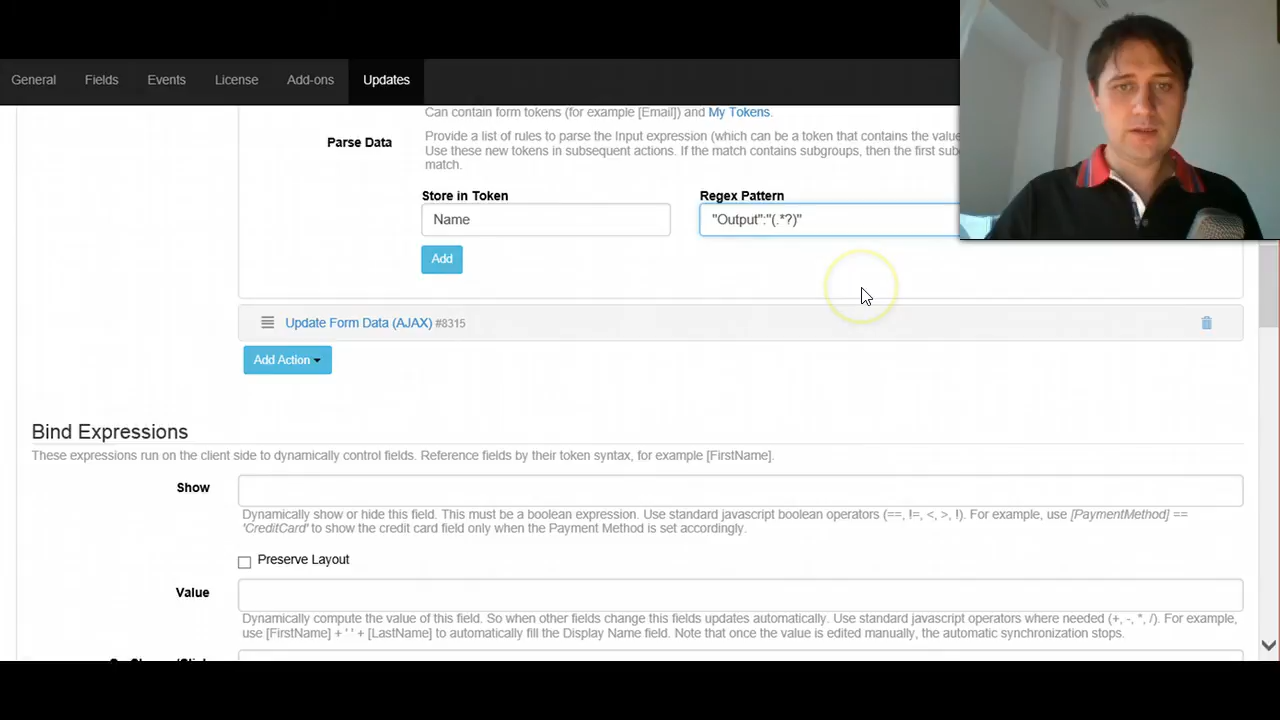 General Fields Events License Add-ons Updates
Can contain form tokens (for example [Email]) and My Tokens.
Parse Data
Provide a list of rules to parse the Input expression (which can be a token that contains the value
Use these new tokens in subsequent actions. If the match contains subgroups, then the first sub
match.
Store in Token Regex Pattern
Name "Output":"(.*?)"
Add
Update Form Data (AJAX) #8315
Add Action
Bind Expressions
These expressions run on the client side to dynamically control fields. Reference fields by their token syntax, for example [FirstName].
Show
Dynamically show or hide this field. This must be a boolean expression. Use standard javascript boolean operators (==, !=, <, >, !). For example, use [PaymentMethod] ==
'CreditCard' to show the credit card field only when the Payment Method is set accordingly.
Preserve Layout
Value
Dynamically compute the value of this field. So when other fields change this fields updates automatically. Use standard javascript operators where needed (+, -, *, /). For example,
use [FirstName] + ' ' + [LastName] to automatically fill the Display Name field. Note that once the value is edited manually, the automatic synchronization stops.